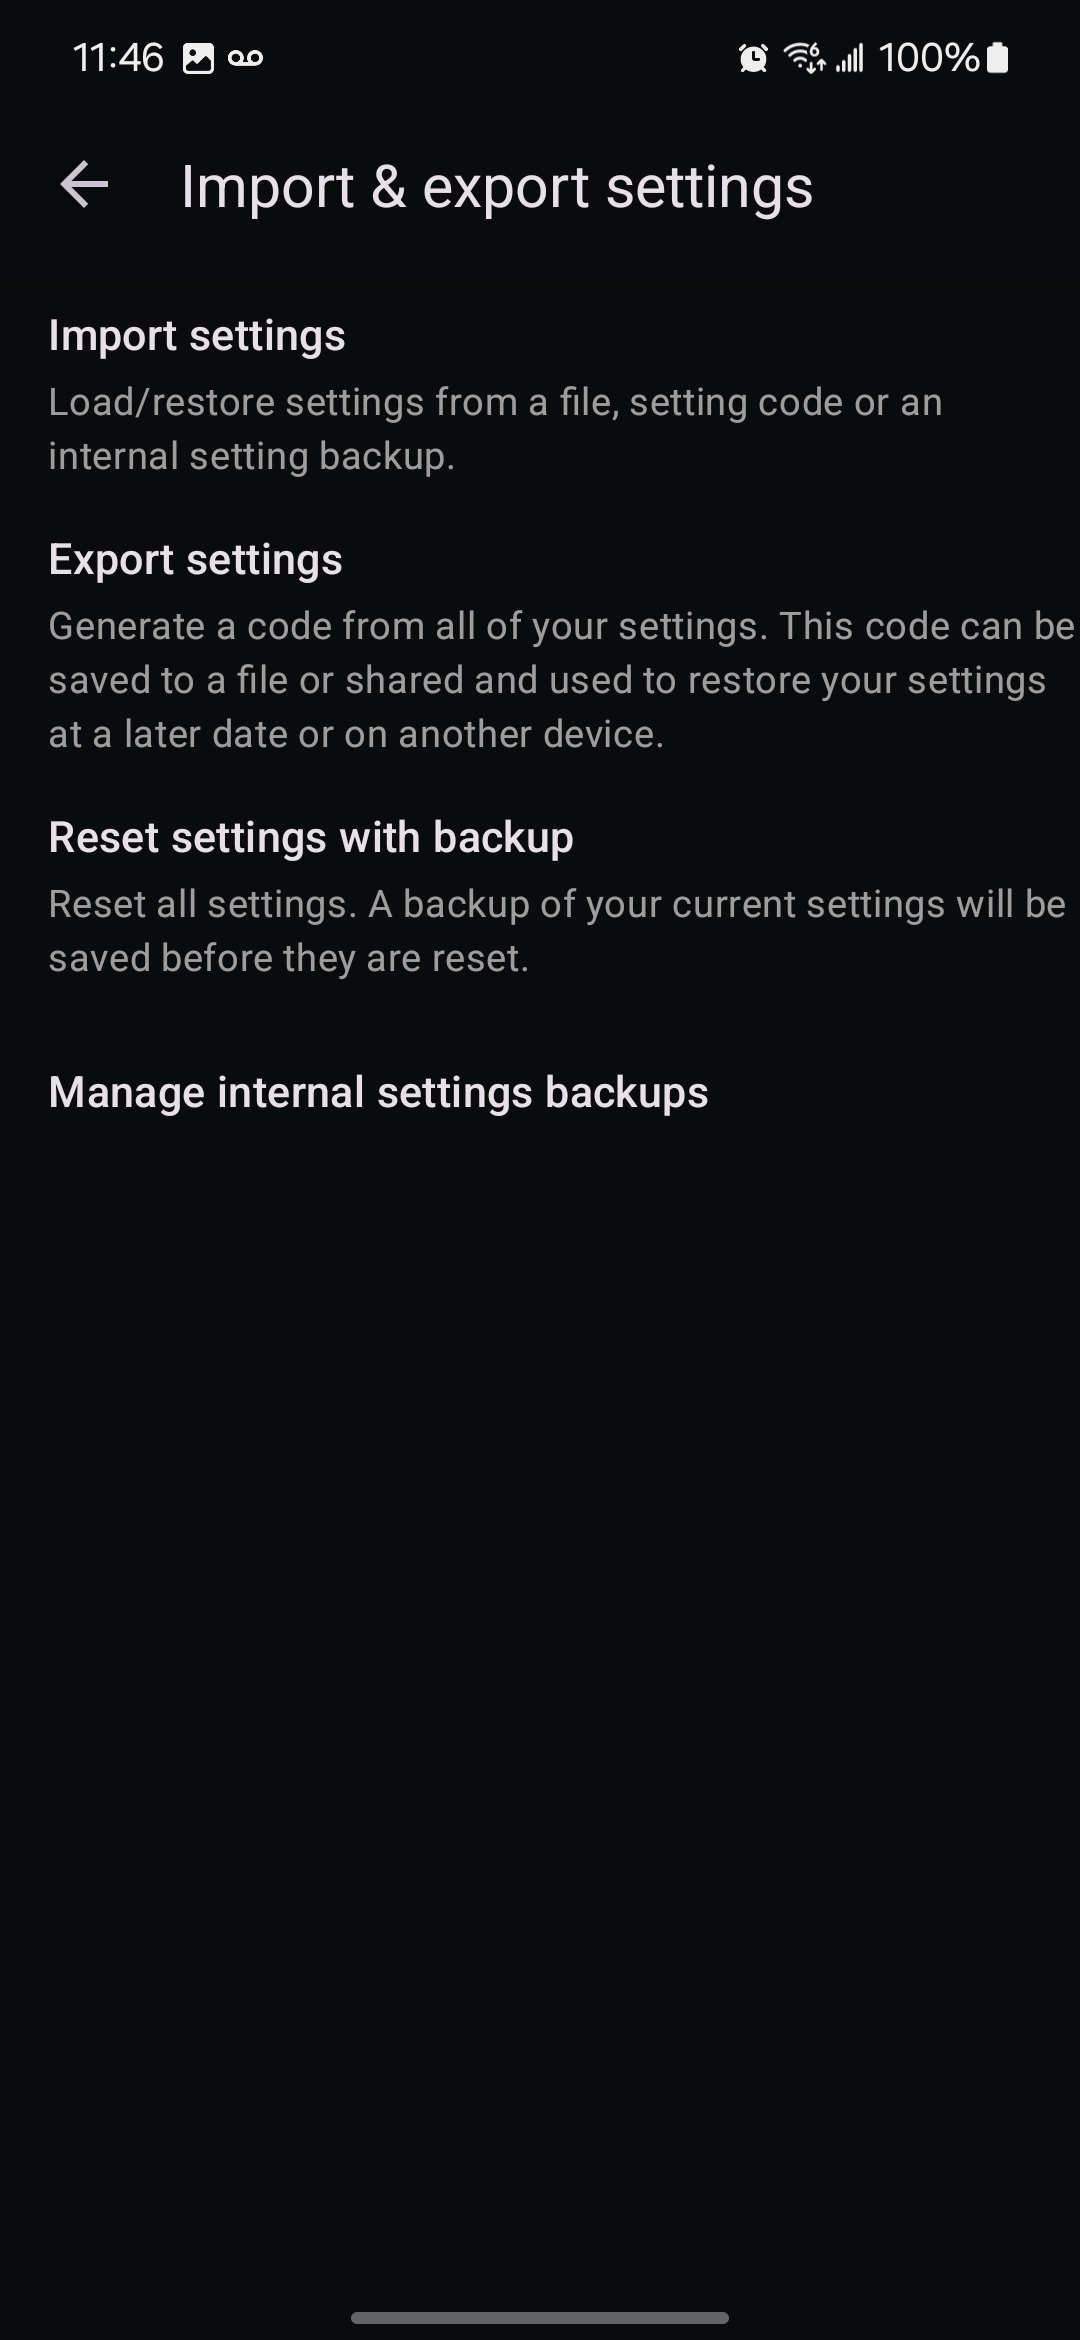 11:46 100%
Import & export settings
Import settings
Load/restore settings from a file, setting code or an
internal setting backup.
Export settings
Generate a code from all of your settings. This code can be
saved to a file or shared and used to restore your settings
at a later date or on another device.
Reset settings with backup
Reset all settings. A backup of your current settings will be
saved before they are reset.
Manage internal settings backups